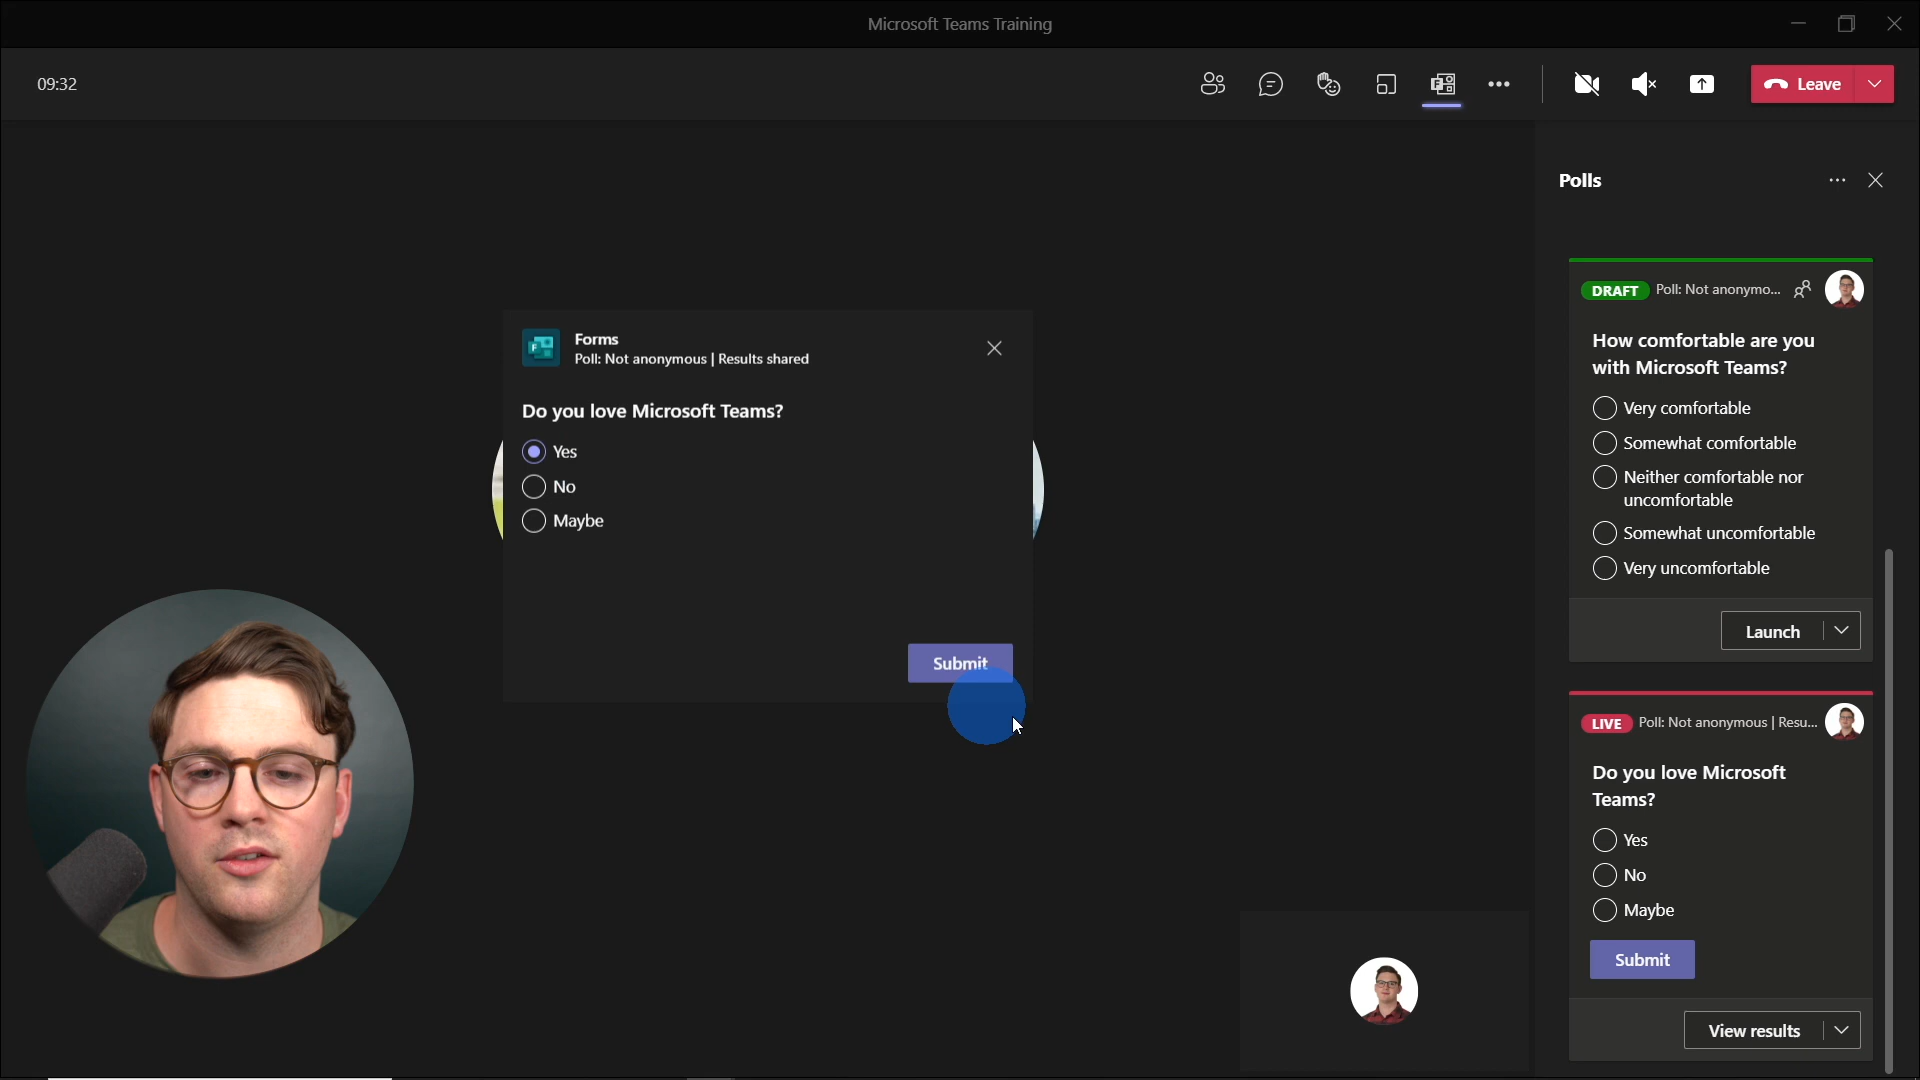 Microsoft Teams Training
09:32
Leave
Polls
Forms
Poll: Not anonymous | Results shared
Do you love Microsoft Teams?
Yes
No
Maybe
Submit
DRAFT Poll: Not anonymo...
How comfortable are you
with Microsoft Teams?
Very comfortable
Somewhat comfortable
Neither comfortable nor
uncomfortable
Somewhat uncomfortable
Very uncomfortable
Launch
LIVE Poll: Not anonymous | Resu...
Do you love Microsoft
Teams?
Yes
No
Maybe
Submit
View results